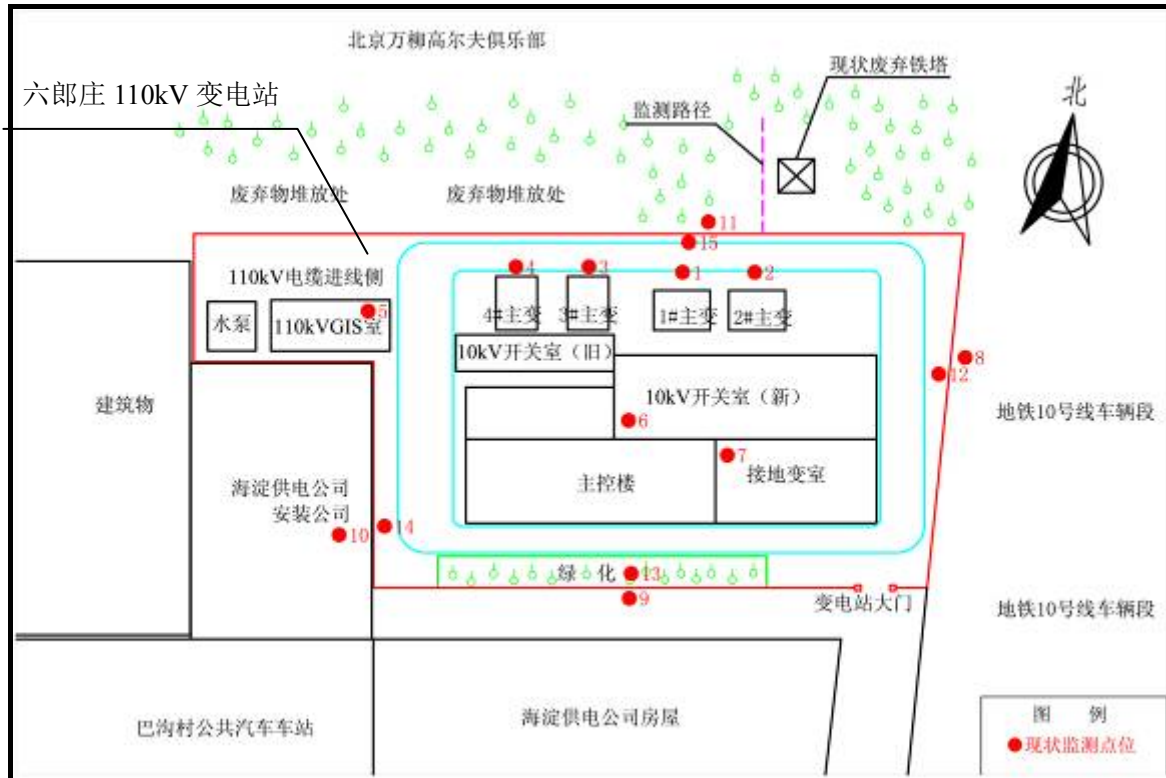 北京万柳高尔夫俱乐部
现状废弃铁塔
六郎庄 110kV 变电站
监测路径
北
废弃物堆放处
废弃物堆放处
11
15
110kV电缆进线侧
4
3
1
2
5
水泵
110kVGIS室
4#主变
3#主变
1#主变
2#主变
10kV开关室（旧）
8
12
建筑物
10kV开关室（新）
地铁10号线车辆段
6
7
主控楼
接地变室
海淀供电公司
安装公司
10
14
绿化
13
9
变电站大门
地铁10号线车辆段
巴沟村公共汽车车站
海淀供电公司房屋
图 例
现状监测点位